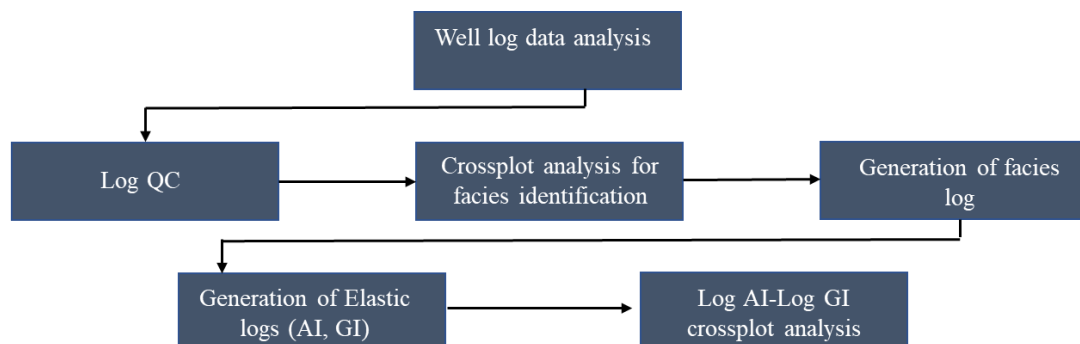 Well log data analysis
Log QC
Crossplot analysis for
facies identification
Generation of facies
log
Generation of Elastic
logs (AI, GI)
Log AI-Log GI
crossplot analysis